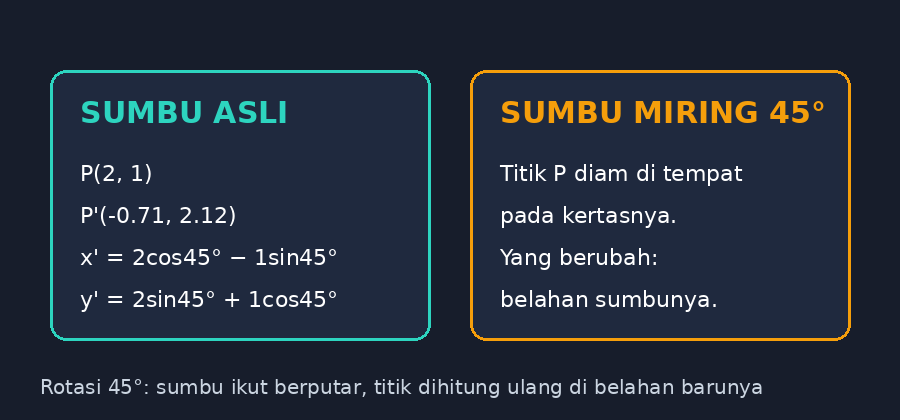 SUMBU ASLI
P(2, 1)
P'(-0.71, 2.12)
x' = 2cos45° − 1sin45°
y' = 2sin45° + 1cos45°
SUMBU MIRING 45°
Titik P diam di tempat
pada kertasnya.
Yang berubah:
belahan sumbunya.
Rotasi 45°: sumbu ikut berputar, titik dihitung ulang di belahan barunya